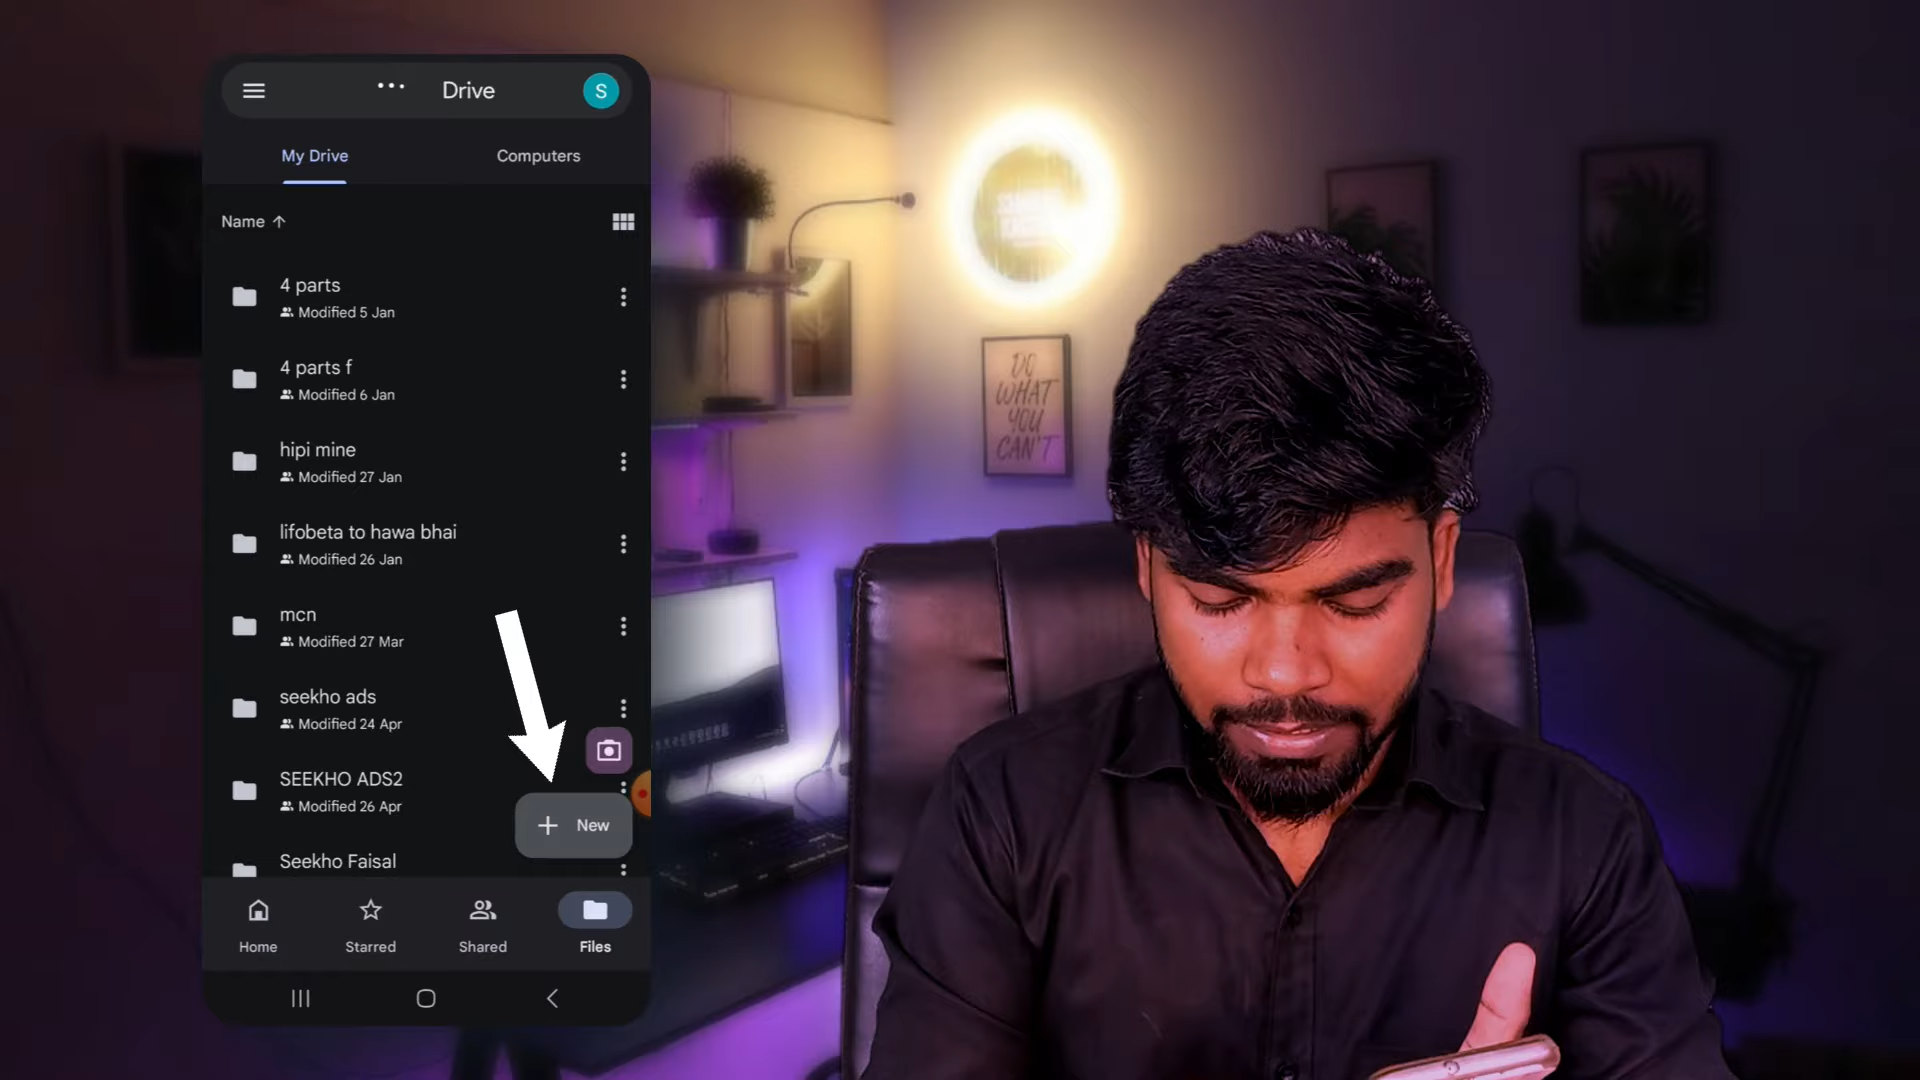 Drive
S
My Drive
Computers
Name
4 parts
Modified 5 Jan
4 parts f
Modified 6 Jan
hipi mine
Modified 27 Jan
lifobeta to hawa bhai
Modified 26 Jan
mcn
Modified 27 Mar
seekho ads
Modified 24 Apr
SEEKHO ADS2
Modified 26 Apr
New
Seekho Faisal
Home
Starred
Shared
Files
DO
WHAT
YOU
CAN'T